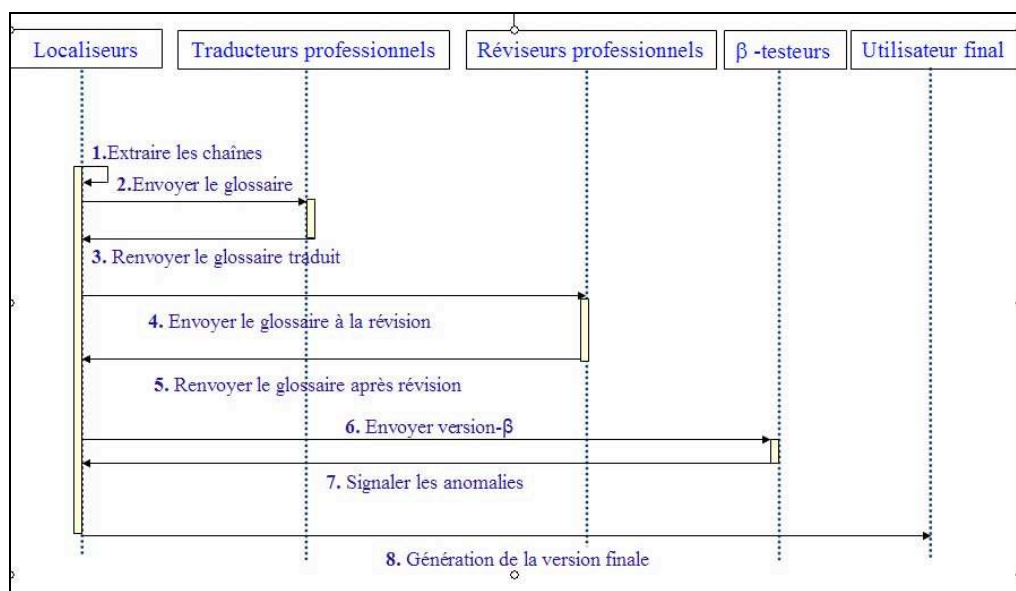 Localiseurs
Traducteurs professionnels
Réviseurs professionnels
β -testeurs
Utilisateur final
1.Extraire les chaînes
2.Envoyer le glossaire
3. Renvoyer le glossaire traduit
4. Envoyer le glossaire à la révision
5. Renvoyer le glossaire après révision
6. Envoyer version-β
7. Signaler les anomalies
8. Génération de la version finale